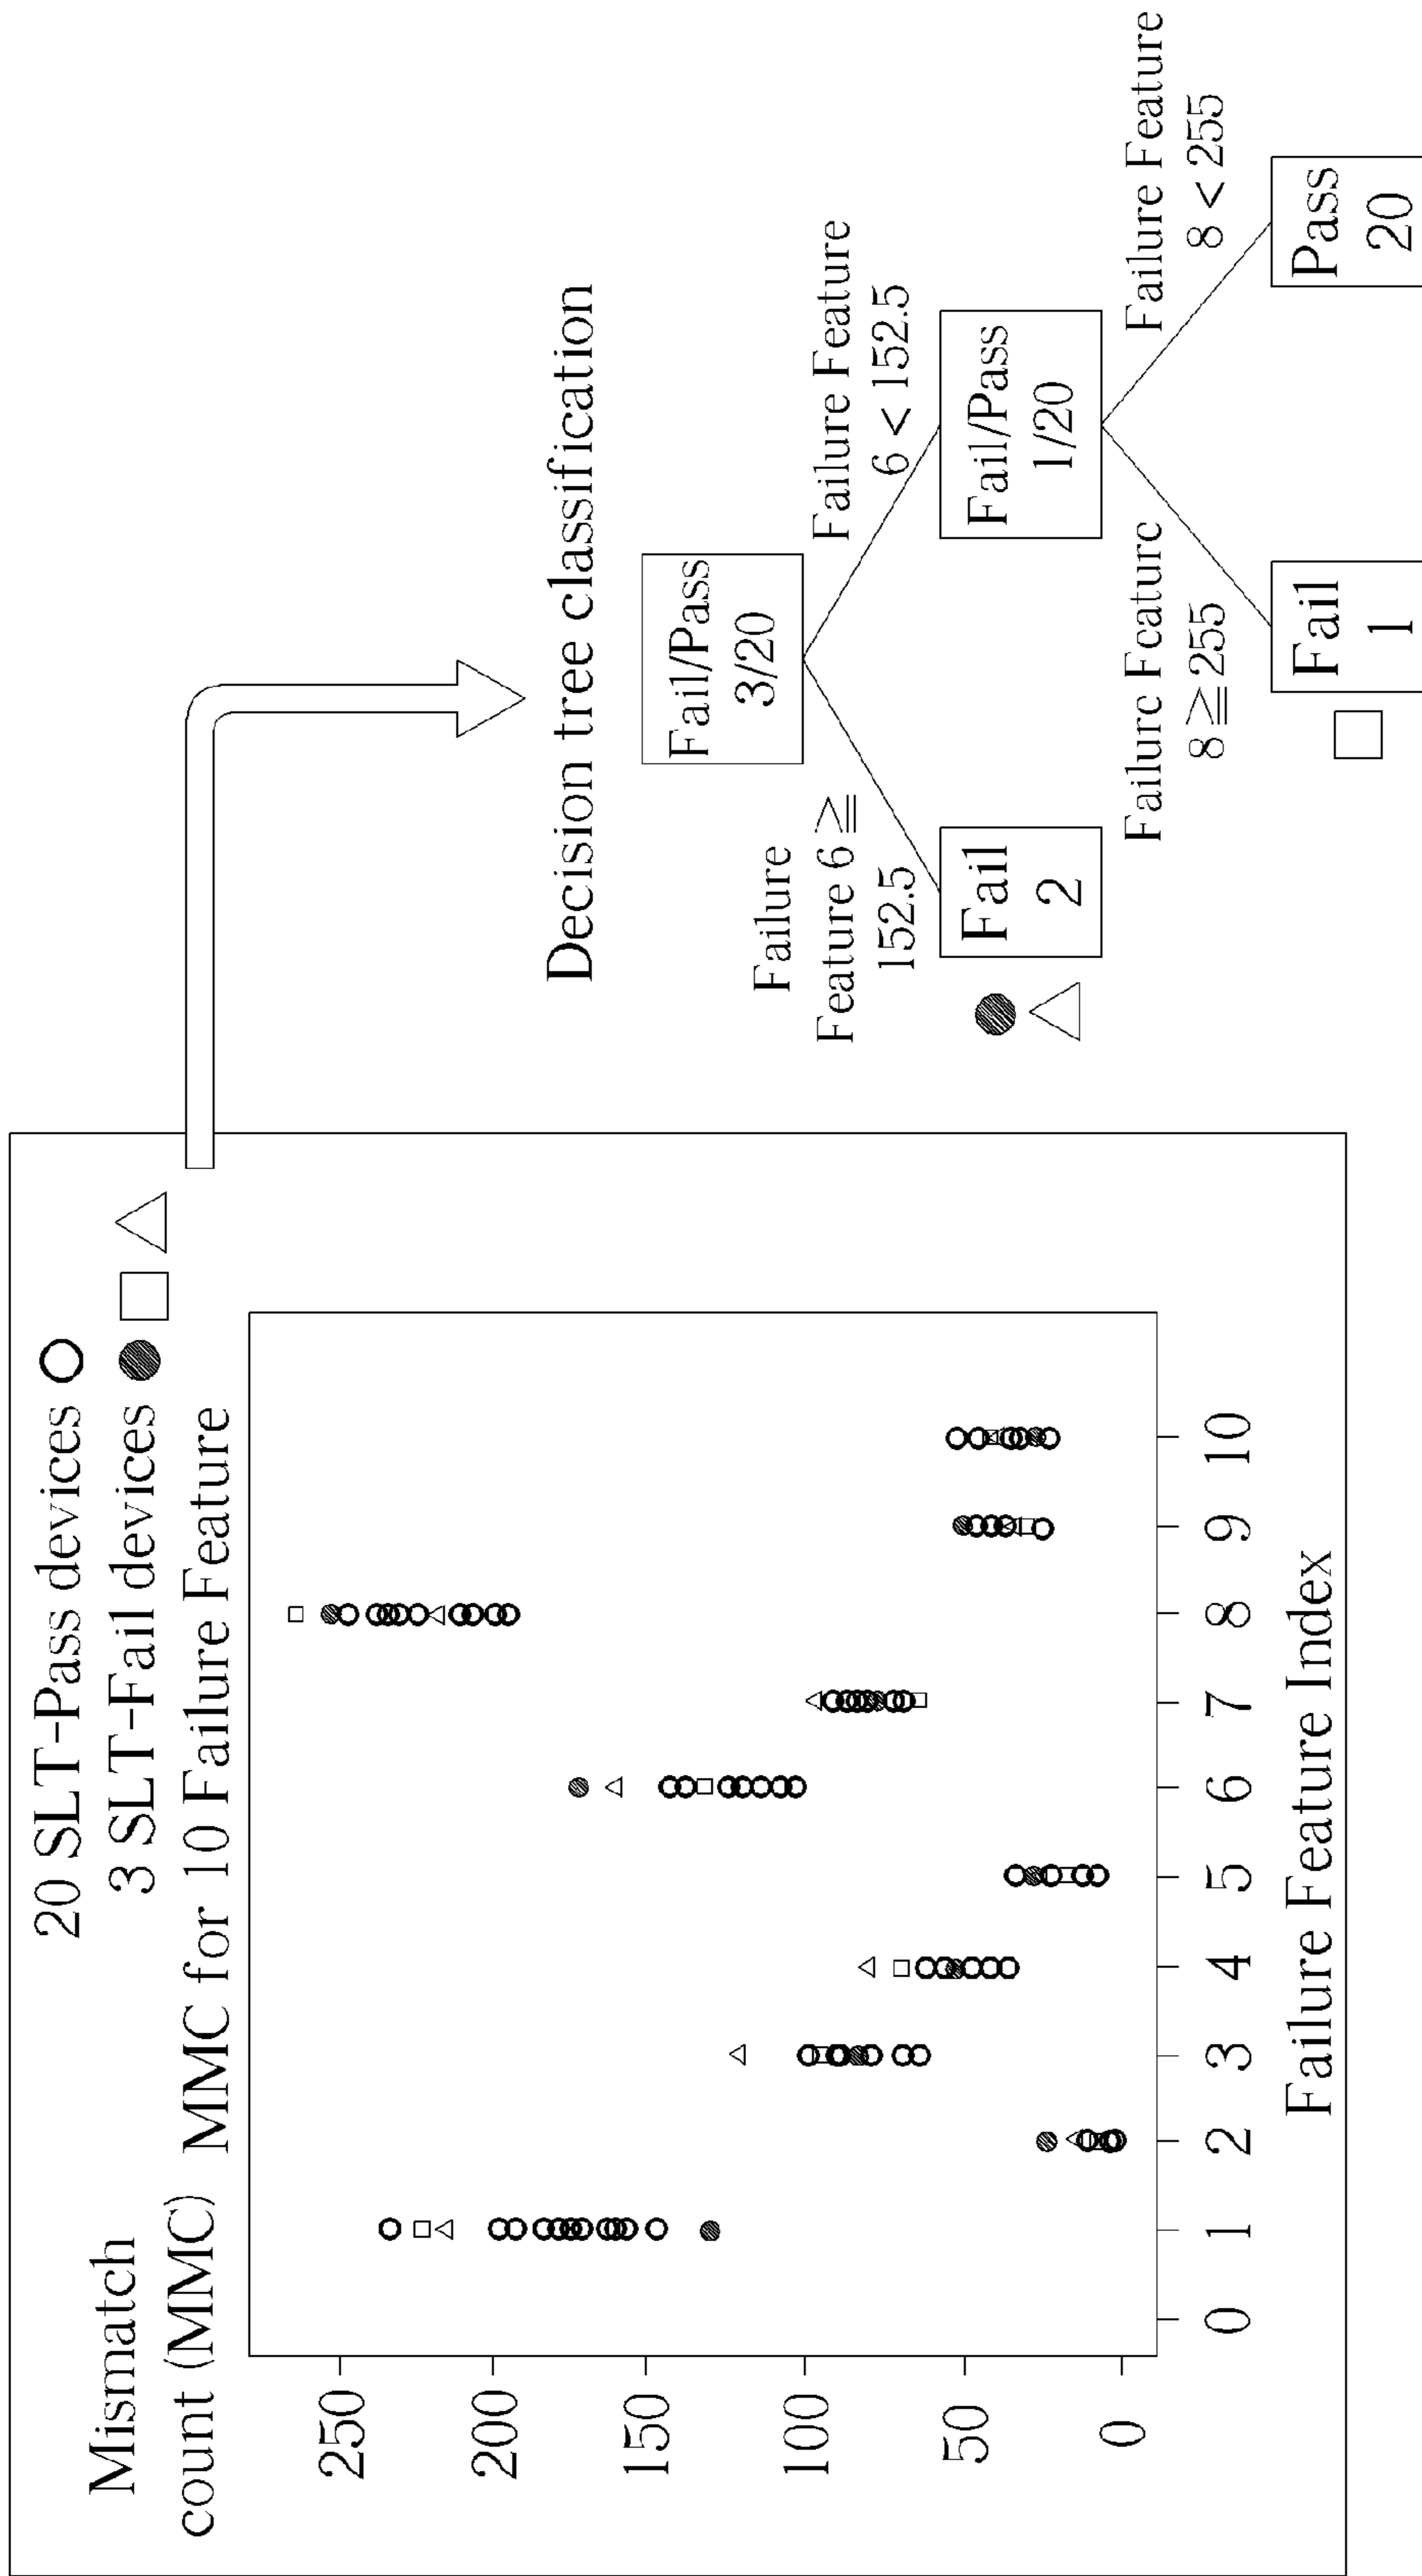 20 SLT-Pass devices
3 SLT-Fail devices
Mismatch
count (MMC)
MMC for 10 Failure Feature
250
200
150
100
50
0
0 1 2 3 4 5 6 7 8 9 10
Failure Feature Index
Decision tree classification
Fail/Pass
3/20
Failure
Feature 6 ≧
152.5
Failure Feature
6 < 152.5
Fail
2
Fail/Pass
1/20
Failure Feature
8 ≧ 255
Failure Feature
8 < 255
Fail
1
Pass
20